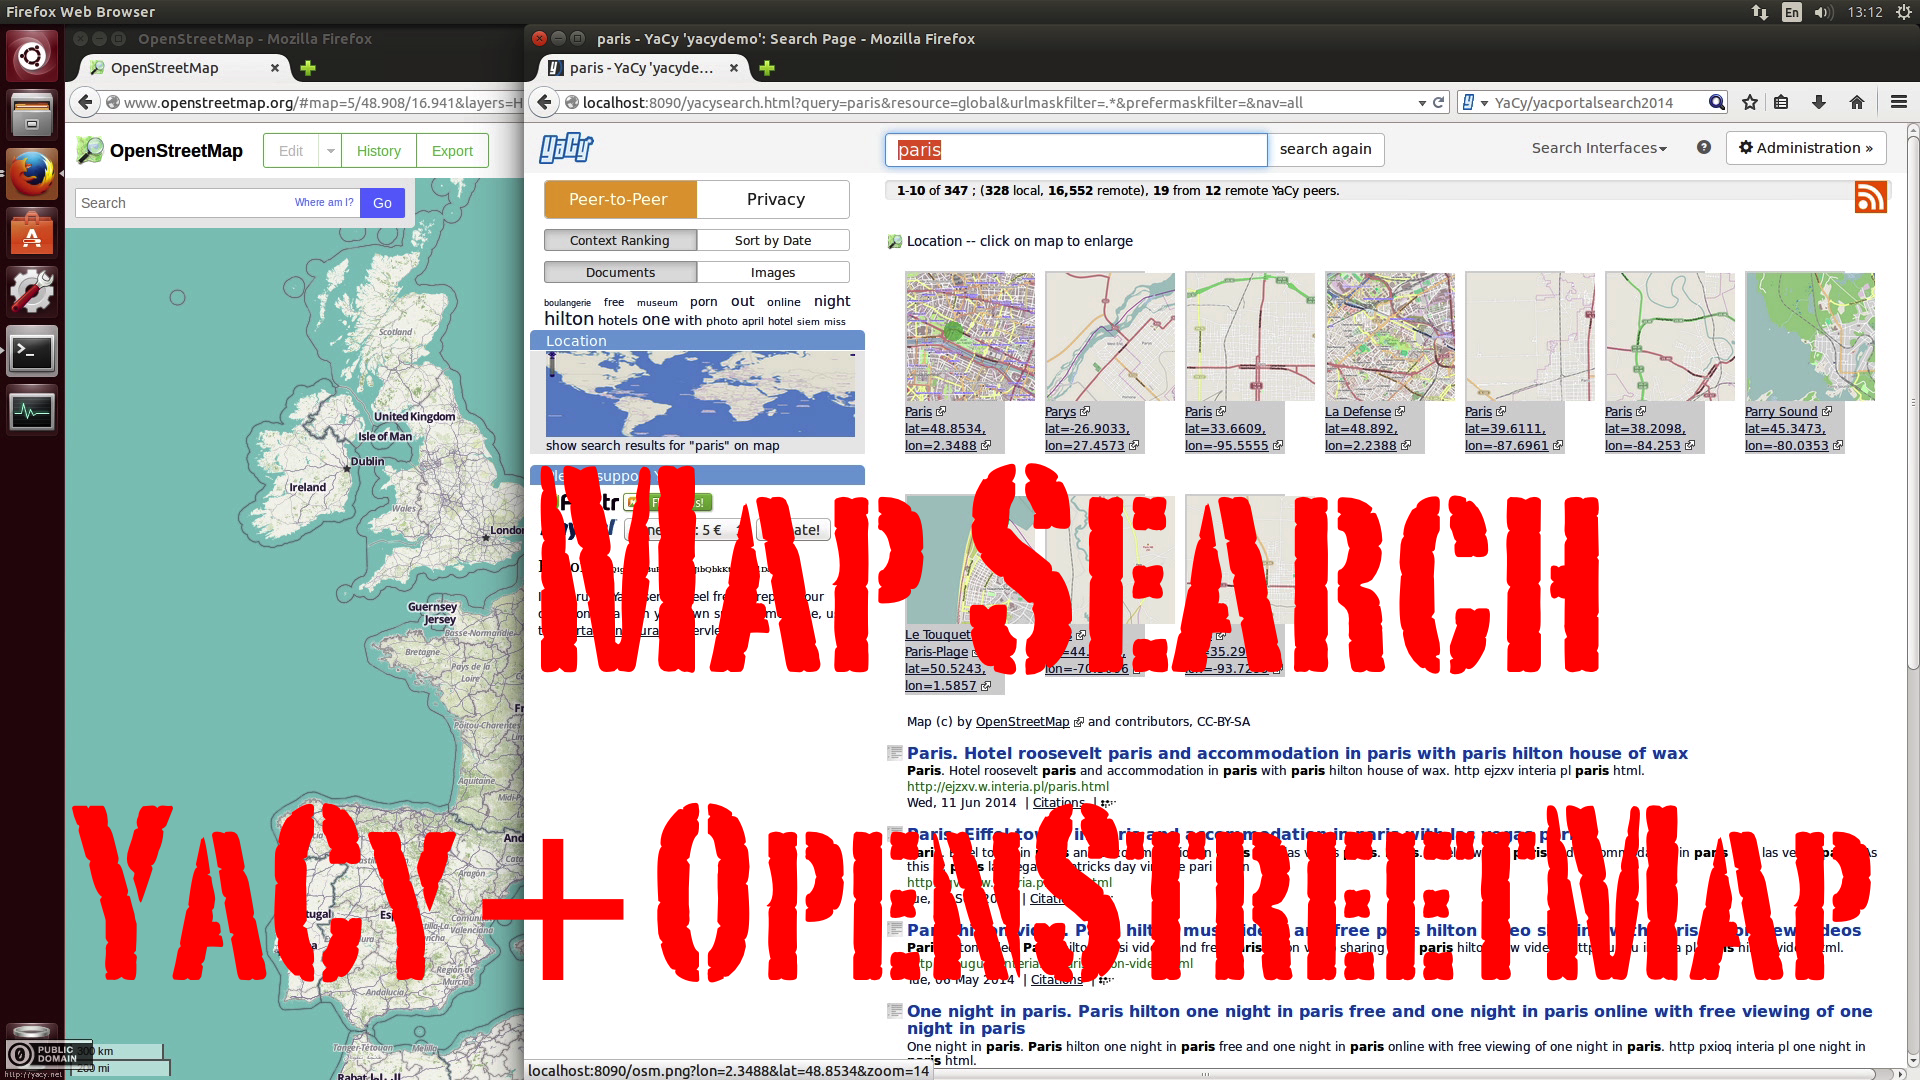 Firefox Web Browser
En
13:12
OpenStreetMap - Mozilla Firefox
OpenStreetMap
www.openstreetmap.org/#map=5/48.908/16.941&layers=H
OpenStreetMap
Edit
History
Export
Search
Where am I?
Go
Scotland
United Kingdom
Isle of Man
Dublin
Ireland
Wales
London
Guernsey
Jersey
Basse-Normandie
Bretagne
Pays de la
Loire
Poitou-Charentes
Aquitaine
Aragón
Andalucía
Región de
Murcia
Melilla
Tanger-Tétouan
Rabat
300 km
200 mi
PUBLIC
DOMAIN
http://yacy.net
paris - YaCy 'yacydemo': Search Page - Mozilla Firefox
paris - YaCy 'yacyde...
localhost:8090/yacysearch.html?query=paris&resource=global&urlmaskfilter=.*&prefermaskfilter=&nav=all
YaCy/yacportalsearch2014
YaCy
paris
search again
Search Interfaces
Administration »
Peer-to-Peer
Privacy
Context Ranking
Sort by Date
Documents
Images
boulangerie free museum porn out online night
hilton hotels one with photo april hotel siem miss
Location
show search results for "paris" on map
1-10 of 347 ; (328 local, 16,552 remote), 19 from 12 remote YaCy peers.
Location -- click on map to enlarge
Paris
lat=48.8534,
lon=2.3488
Parys
lat=-26.9033,
lon=27.4573
Paris
lat=33.6609,
lon=-95.5555
La Defense
lat=48.892,
lon=2.2388
Paris
lat=39.6111,
lon=-87.6961
Paris
lat=38.2098,
lon=-84.253
Parry Sound
lat=45.3473,
lon=-80.0353
Le Touquet
Paris-Plage
lat=50.5243,
lon=1.5857
MAP SEARCH
Map (c) by OpenStreetMap and contributors, CC-BY-SA
Paris. Hotel roosevelt paris and accommodation in paris with paris hilton house of wax
Paris. Hotel roosevelt paris and accommodation in paris with paris hilton house of wax. http ejzxv interia pl paris html.
http://ejzxv.w.interia.pl/paris.html
Wed, 11 Jun 2014 | Citations |
YACY + OPENSTREETMAP
Tue, 06 May 2014 | Citations |
One night in paris. Paris hilton one night in paris free and one night in paris online with free viewing of one
night in paris
One night in paris. Paris hilton one night in paris free and one night in paris online with free viewing of one night in paris. http pxioq interia pl one night in
paris html.
localhost:8090/osm.png?lon=2.3488&lat=48.8534&zoom=14